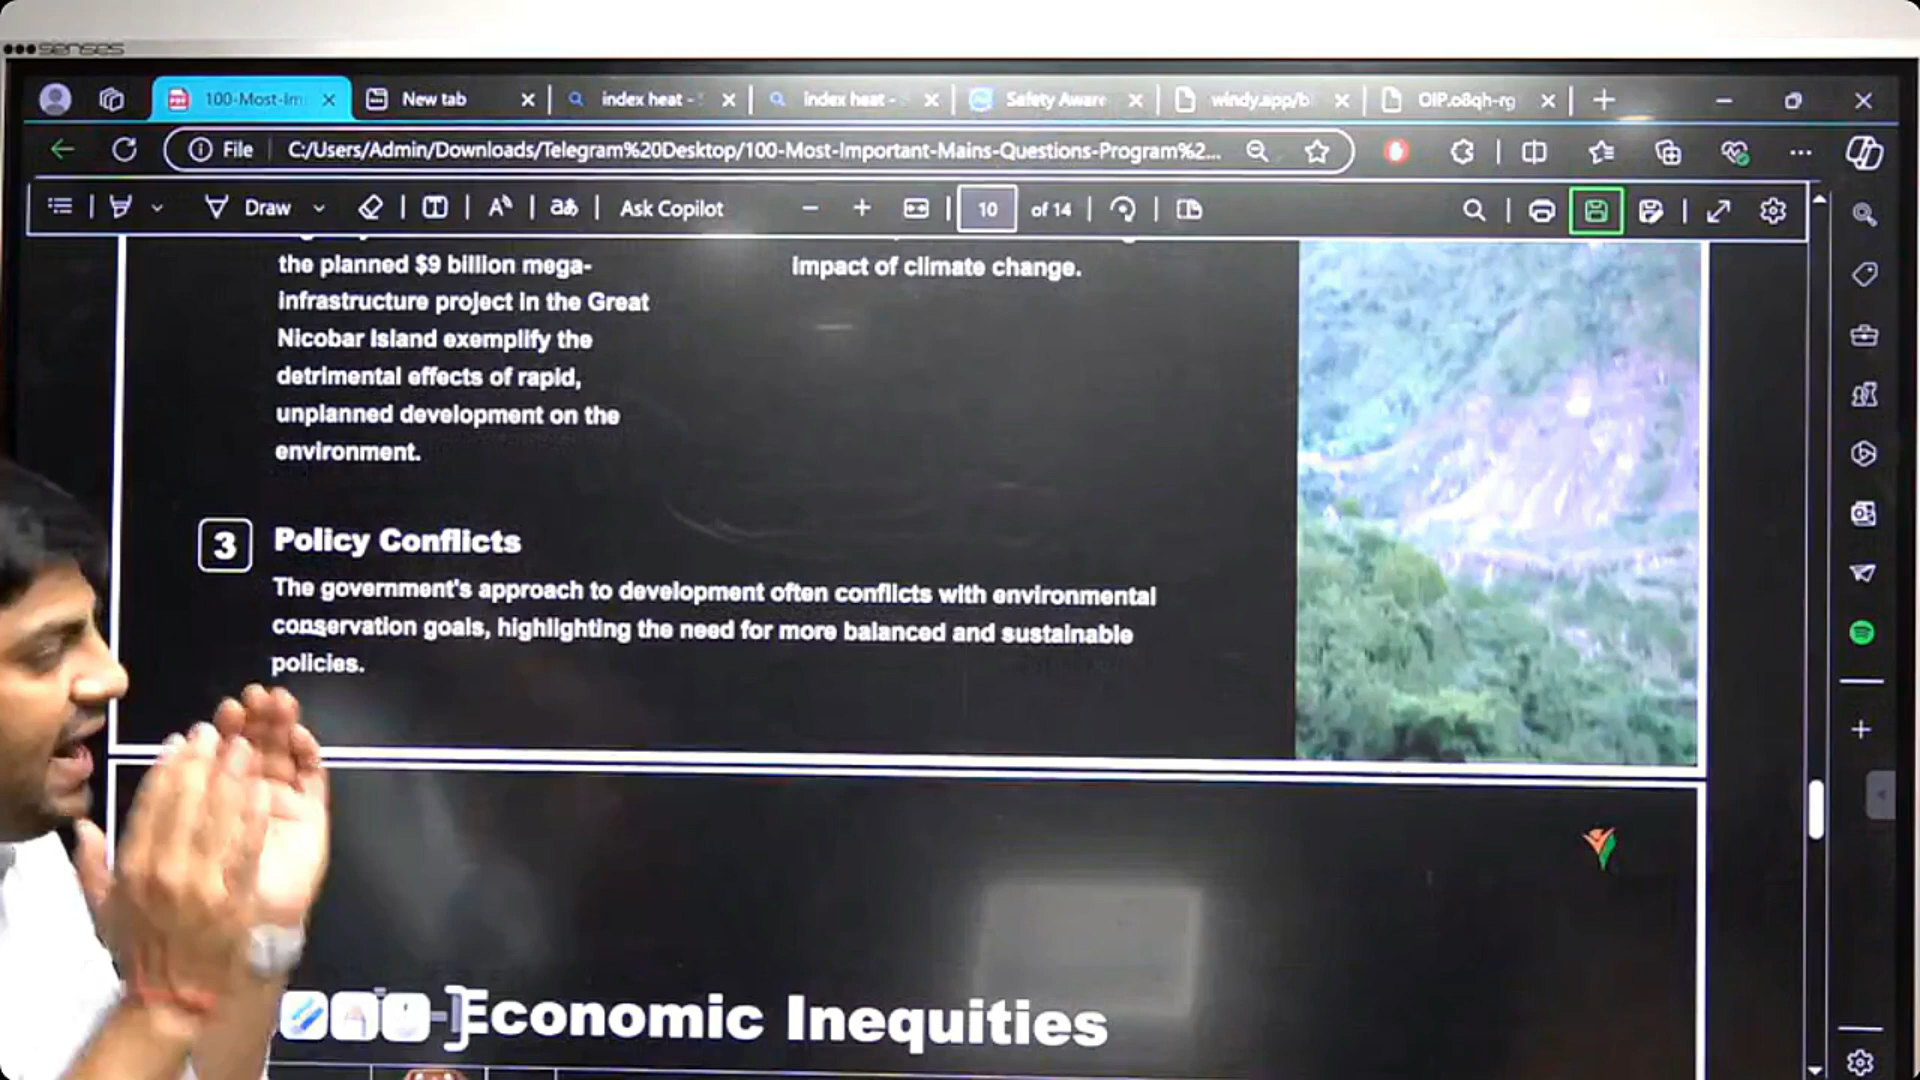 senses
100-Most-Im
New tab
index heat -
index heat -
Safety Aware
windy.app/b
OIP.o8qh-rg
File
C:/Users/Admin/Downloads/Telegram%20Desktop/100-Most-Important-Mains-Questions-Program%2...
Draw
Ask Copilot
10
of 14
the planned $9 billion mega-
infrastructure project in the Great
Nicobar Island exemplify the
detrimental effects of rapid,
unplanned development on the
environment.
impact of climate change.
3
Policy Conflicts
The government's approach to development often conflicts with environmental
conservation goals, highlighting the need for more balanced and sustainable
policies.
Economic Inequities